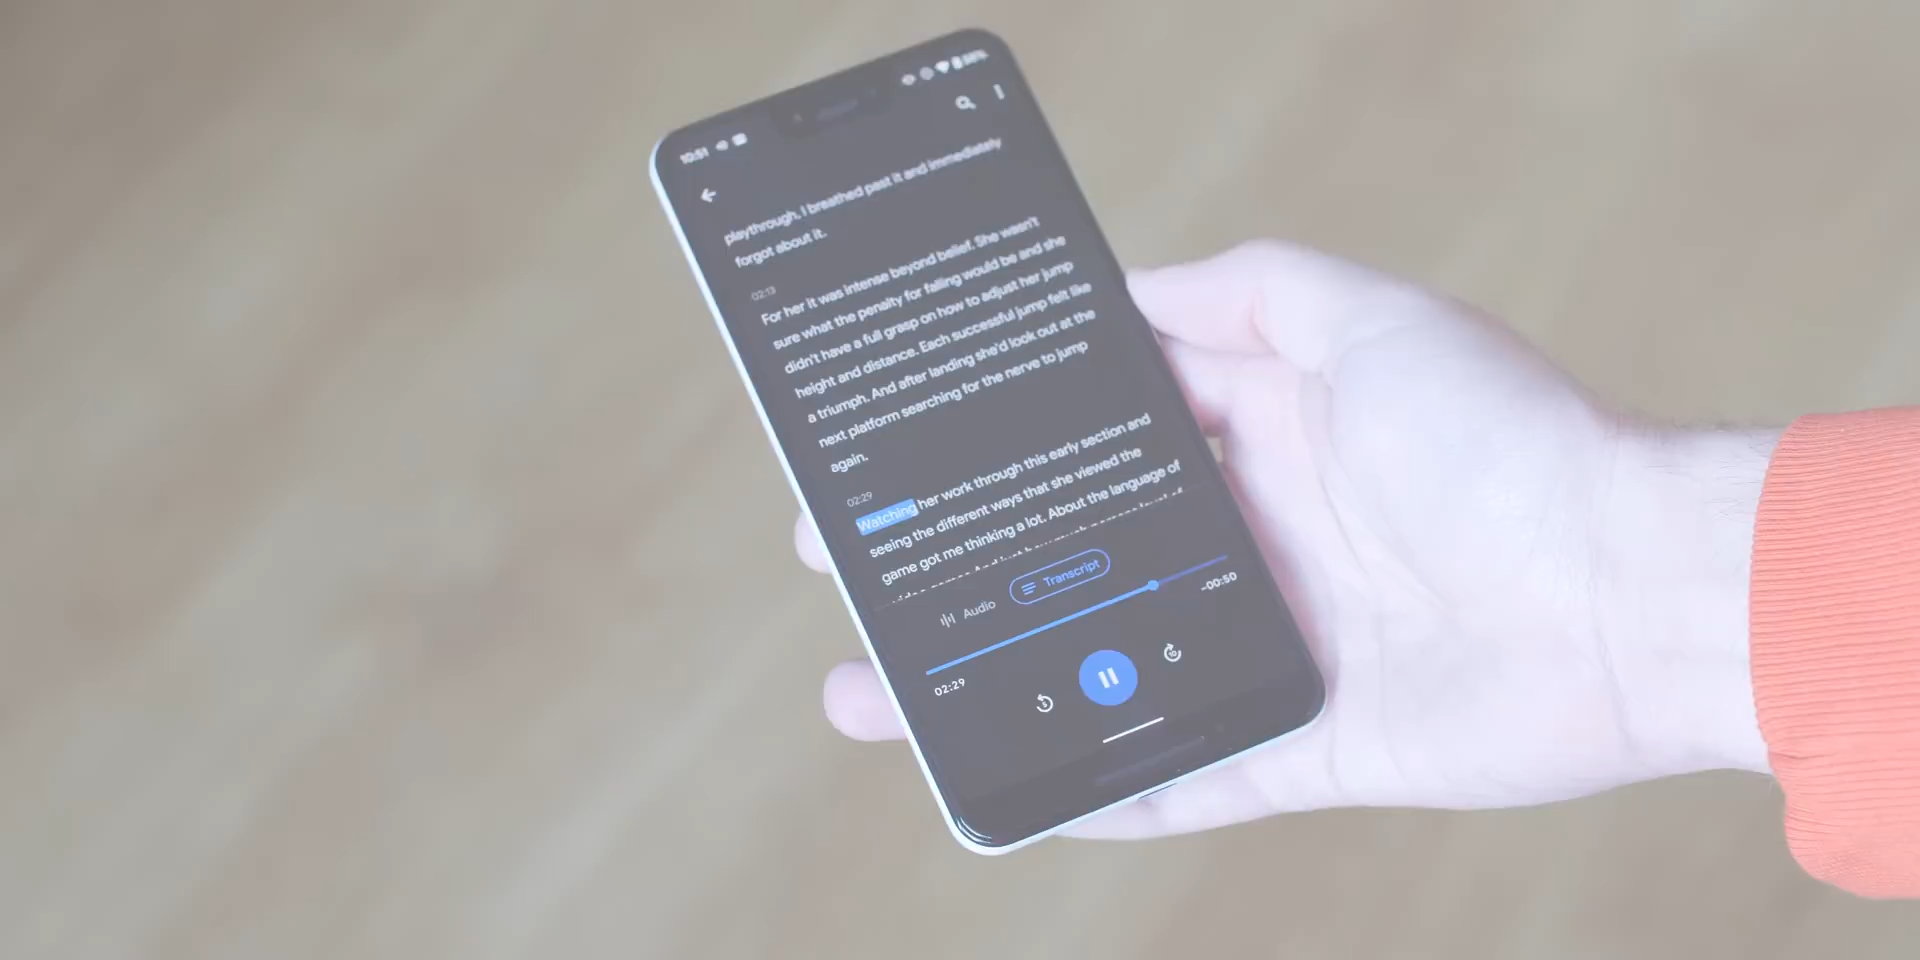 10:51
playthrough, I breathed past it and immediately
forgot about it.
02:13
For her it was intense beyond belief. She wasn't
sure what the penalty for falling would be and she
didn't have a full grasp on how to adjust her jump
height and distance. Each successful jump felt like
a triumph. And after landing she'd look out at the
next platform searching for the nerve to jump
again.
02:29
Watching her work through this early section and
seeing the different ways that she viewed the
game got me thinking a lot. About the language of
Audio
Transcript
02:29
-00:50
5
10